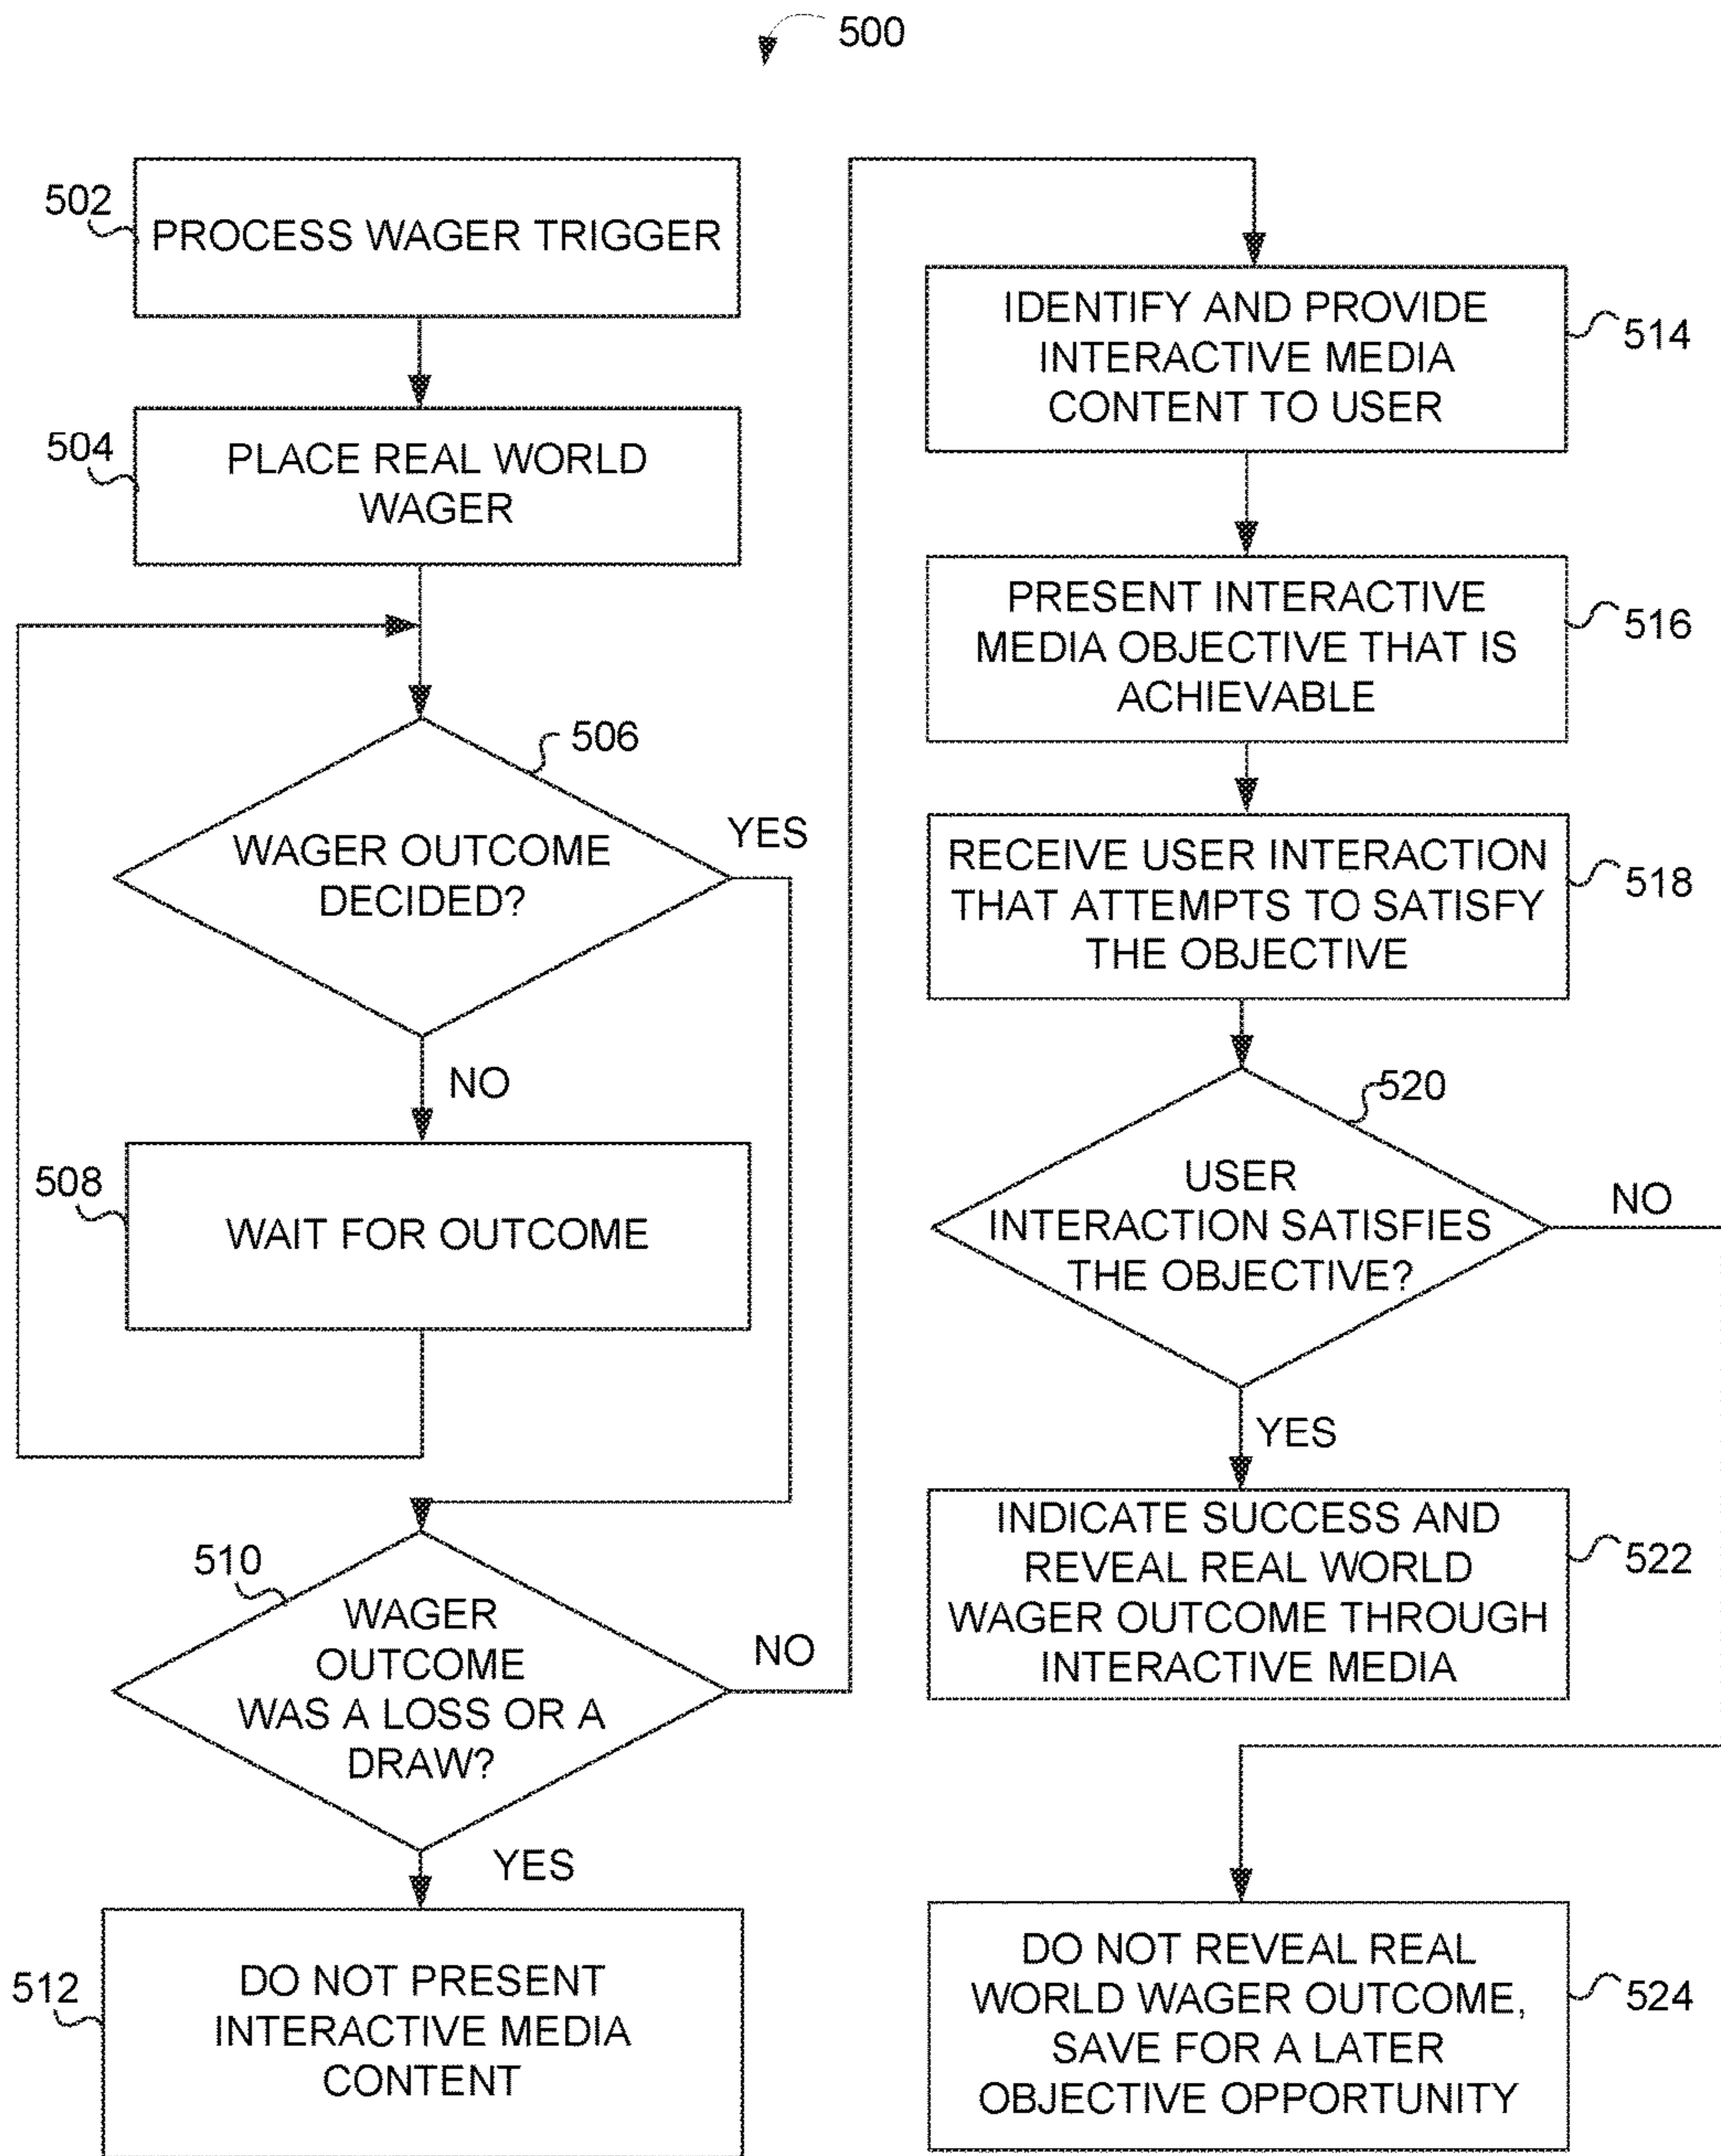 500
502
PROCESS WAGER TRIGGER
504
PLACE REAL WORLD
WAGER
506
WAGER OUTCOME
DECIDED?
YES
NO
508
WAIT FOR OUTCOME
510
WAGER
OUTCOME
WAS A LOSS OR A
DRAW?
NO
YES
512
DO NOT PRESENT
INTERACTIVE MEDIA
CONTENT
IDENTIFY AND PROVIDE
INTERACTIVE MEDIA
CONTENT TO USER
514
PRESENT INTERACTIVE
MEDIA OBJECTIVE THAT IS
ACHIEVABLE
516
RECEIVE USER INTERACTION
THAT ATTEMPTS TO SATISFY
THE OBJECTIVE
518
520
USER
INTERACTION SATISFIES
THE OBJECTIVE?
NO
YES
INDICATE SUCCESS AND
REVEAL REAL WORLD
WAGER OUTCOME THROUGH
INTERACTIVE MEDIA
522
DO NOT REVEAL REAL
WORLD WAGER OUTCOME,
SAVE FOR A LATER
OBJECTIVE OPPORTUNITY
524